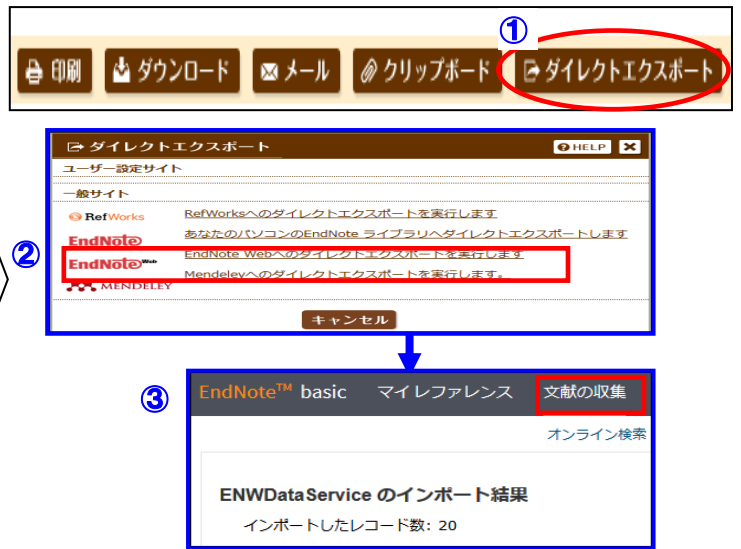 ①
印刷 ダウンロード メール クリップボード ダイレクトエクスポート
②
ダイレクトエクスポート HELP
ユーザー設定サイト
一般サイト
RefWorks RefWorksへのダイレクトエクスポートを実行します
EndNote あなたのパソコンのEndNote ライブラリへダイレクトエクスポートします
EndNote Web EndNote Webへのダイレクトエクスポートを実行します
MENDELEY Mendeleyへのダイレクトエクスポートを実行します。
キャンセル
③
EndNote™ basic マイレファレンス 文献の収集
オンライン検索
ENWDataService のインポート結果
インポートしたレコード数: 20